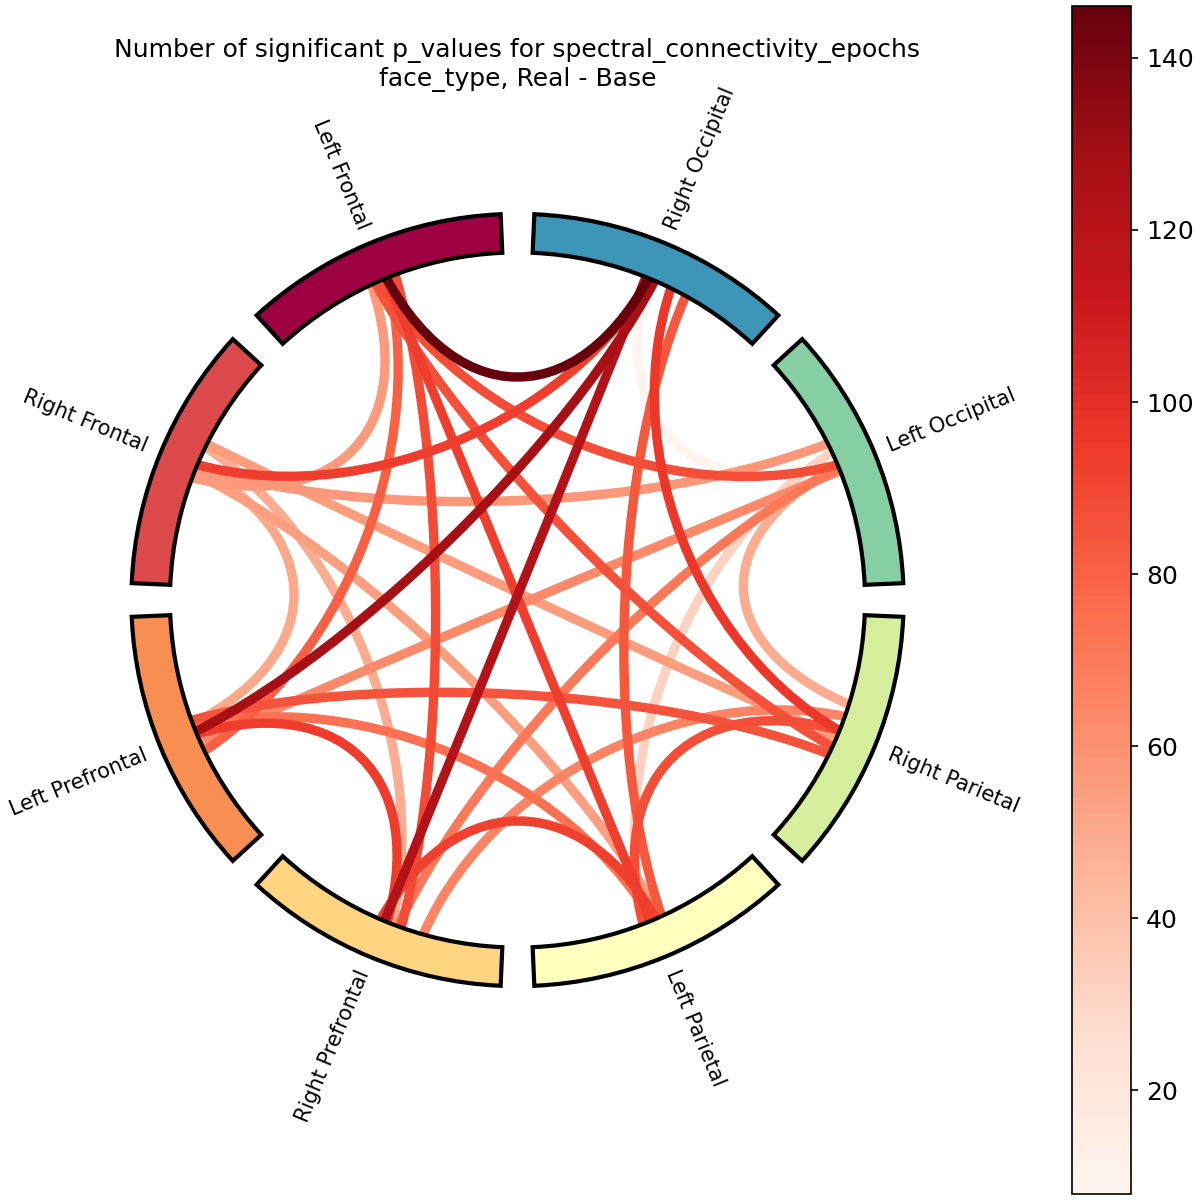 Number of significant p_values for spectral_connectivity_epochs
face_type, Real - Base
Left Frontal
Right Occipital
Right Frontal
Left Occipital
Left Prefrontal
Right Parietal
Right Prefrontal
Left Parietal
140
120
100
80
60
40
20